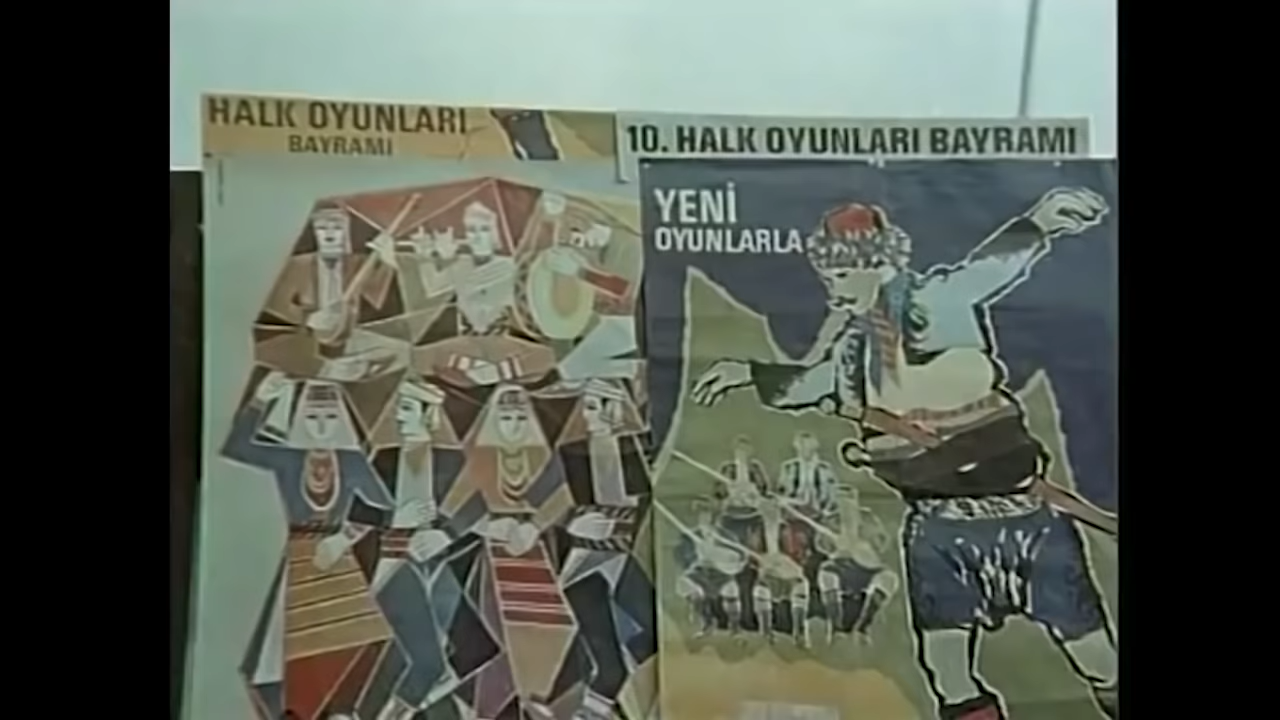 HALK OYUNLARI
BAYRAMI
10. HALK OYUNLARI BAYRAMI
YENİ
OYUNLARLA